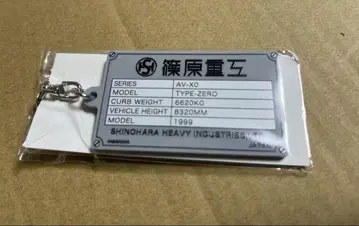 篠原重工
SERIES AV-X0
MODEL TYPE-ZERO
CURB WEIGHT 6620KG
VEHICLE HEIGHT 8320MM
MODEL 1999
SHINOHARA HEAVY INDUSTRIES LTD
JAPAN